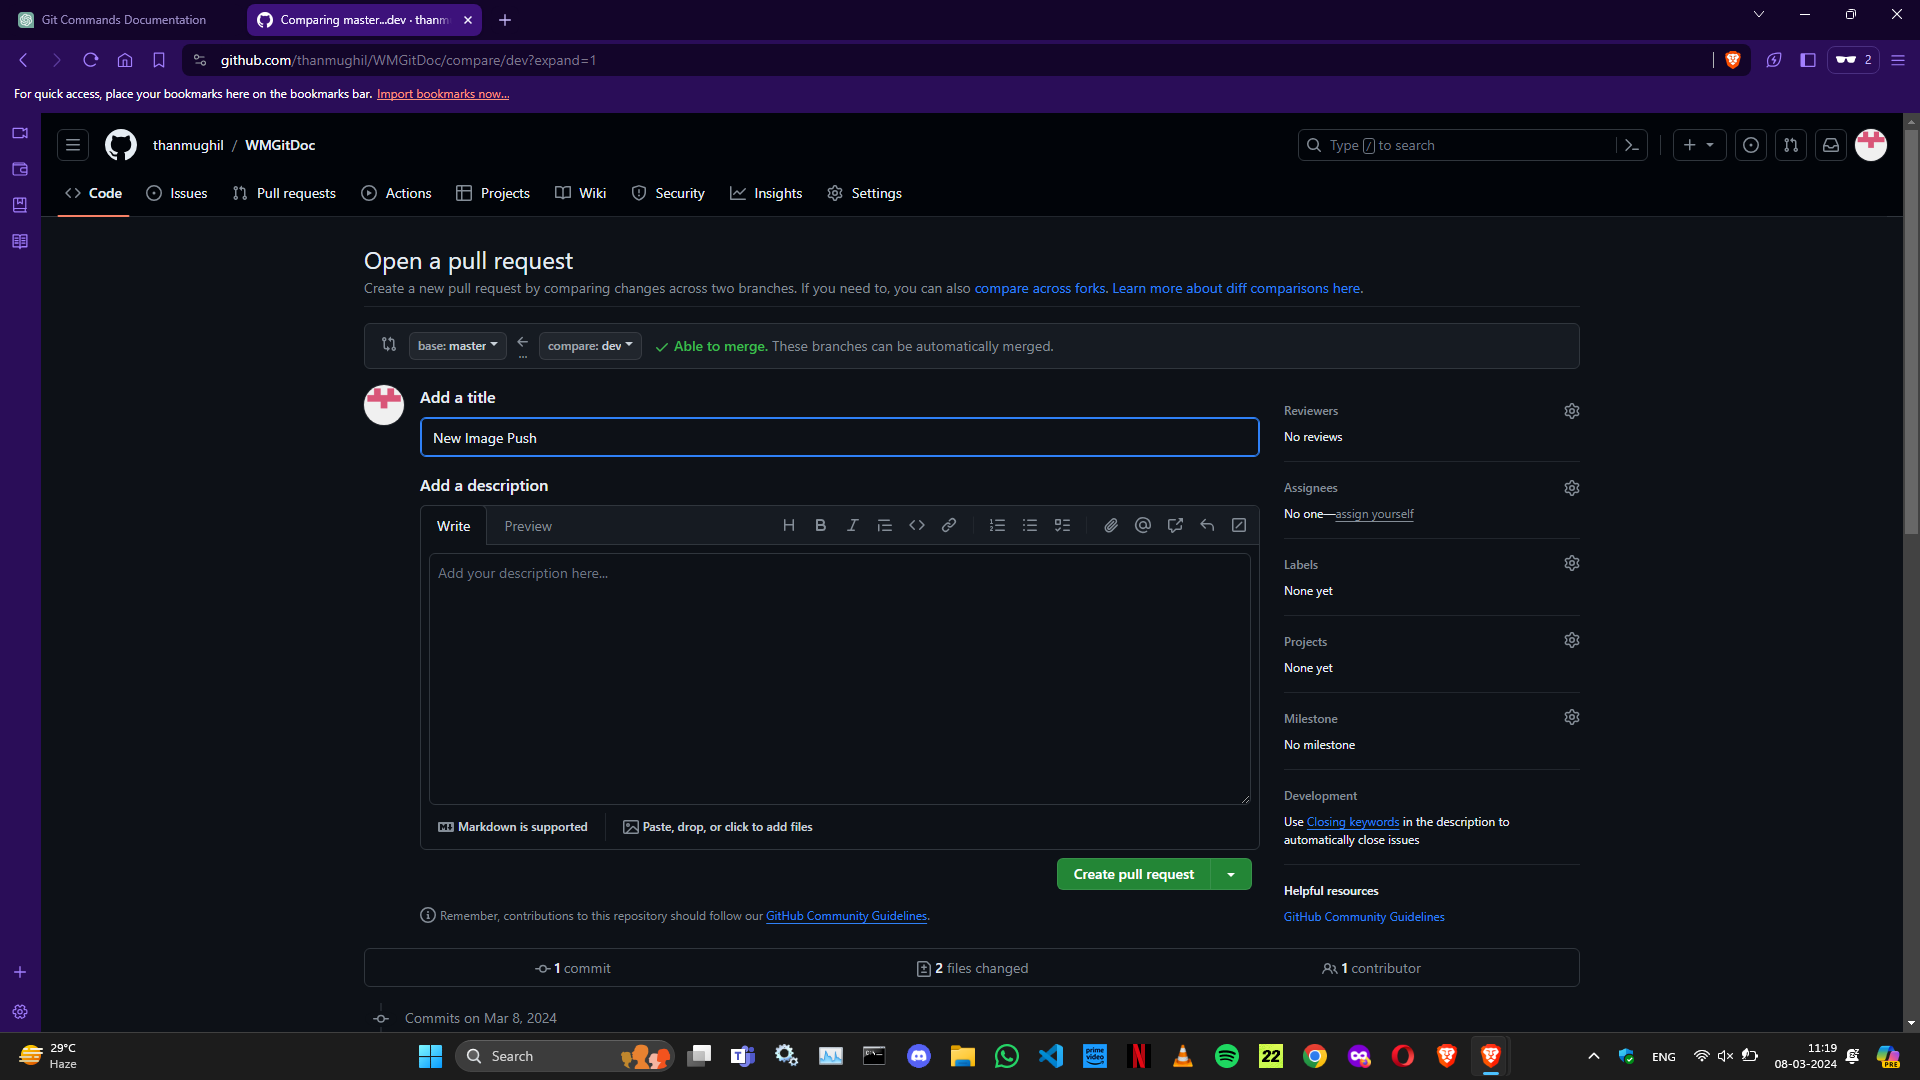 Git Commands Documentation
Comparing master...dev · thanm
github.com/thanmughil/WMGitDoc/compare/dev?expand=1
2
For quick access, place your bookmarks here on the bookmarks bar. Import bookmarks now...
thanmughil / WMGitDoc
Type / to search
Code Issues Pull requests Actions Projects Wiki Security Insights Settings
Open a pull request
Create a new pull request by comparing changes across two branches. If you need to, you can also compare across forks. Learn more about diff comparisons here.
base: master ... compare: dev Able to merge. These branches can be automatically merged.
Add a title
New Image Push
Add a description
Write Preview
Add your description here...
Markdown is supported Paste, drop, or click to add files
Create pull request
Remember, contributions to this repository should follow our GitHub Community Guidelines.
Reviewers
No reviews
Assignees
No one—assign yourself
Labels
None yet
Projects
None yet
Milestone
No milestone
Development
Use Closing keywords in the description to
automatically close issues
Helpful resources
GitHub Community Guidelines
1 commit 2 files changed 1 contributor
Commits on Mar 8, 2024
29°C
Haze
Search
prime video
22
ENG
11:19
08-03-2024
PRE